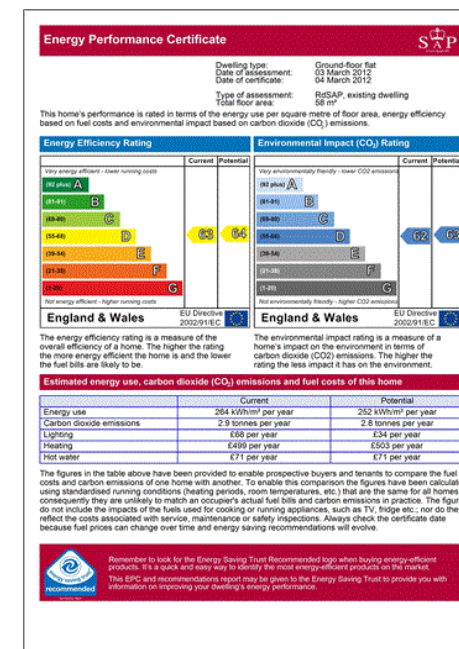 Energy Performance Certificate
SAP
Dwelling type: Ground-floor flat
Date of assessment: 03 March 2012
Date of certificate: 04 March 2012
Type of assessment: RdSAP, existing dwelling
Total floor area: 58 m²
This home's performance is rated in terms of the energy use per square metre of floor area, energy efficiency
based on fuel costs and environmental impact based on carbon dioxide (CO2) emissions.
Energy Efficiency Rating
Current Potential
Very energy efficient - lower running costs
(92 plus) A
(81-91) B
(69-80) C
(55-68) D
(39-54) E
(21-38) F
(1-20) G
63 64
Not energy efficient - higher running costs
England & Wales
EU Directive
2002/91/EC
Environmental Impact (CO2) Rating
Current Potential
Very environmentally friendly - lower CO2 emissions
(92 plus) A
(81-91) B
(69-80) C
(55-68) D
(39-54) E
(21-38) F
(1-20) G
62 63
Not environmentally friendly - higher CO2 emissions
England & Wales
EU Directive
2002/91/EC
The energy efficiency rating is a measure of the
overall efficiency of a home. The higher the rating
the more energy efficient the home is and the lower
the fuel bills are likely to be.
The environmental impact rating is a measure of a
home's impact on the environment in terms of
carbon dioxide (CO2) emissions. The higher the
rating the less impact it has on the environment.
Estimated energy use, carbon dioxide (CO2) emissions and fuel costs of this home
Current Potential
Energy use 264 kWh/m² per year 252 kWh/m² per year
Carbon dioxide emissions 2.9 tonnes per year 2.8 tonnes per year
Lighting £68 per year £34 per year
Heating £499 per year £503 per year
Hot water £71 per year £71 per year
The figures in the table above have been provided to enable prospective buyers and tenants to compare the fuel
costs and carbon emissions of one home with another. To enable this comparison the figures have been calculate
using standardised running conditions (heating periods, room temperatures, etc.) that are the same for all homes
consequently they are unlikely to match an occupier's actual fuel bills and carbon emissions in practice. The figur
do not include the impacts of the fuels used for cooking or running appliances, such as TV, fridge etc.; nor do they
reflect the costs associated with service, maintenance or safety inspections. Always check the certificate date
because fuel prices can change over time and energy saving recommendations will evolve.
energy saving trust
recommended
Remember to look for the Energy Saving Trust Recommended logo when buying energy-efficient
products. It's a quick and easy way to identify the most energy-efficient products on the market.
This EPC and recommendations report may be given to the Energy Saving Trust to provide you with
information on improving your dwelling's energy performance.